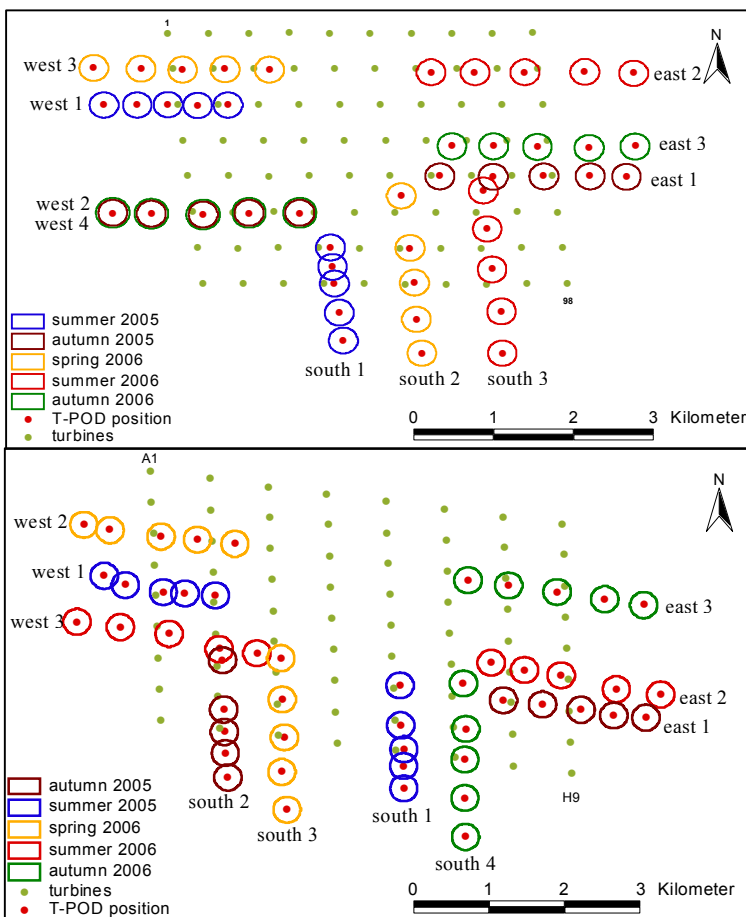 1
N
west 3
east 2
west 1
east 3
east 1
west 2
west 4
98
summer 2005
autumn 2005
spring 2006
summer 2006
autumn 2006
T-POD position
turbines
south 1
south 2
south 3
0 1 2 3 Kilometer
A1
N
west 2
west 1
west 3
east 3
east 2
east 1
H9
autumn 2005
summer 2005
spring 2006
summer 2006
autumn 2006
turbines
T-POD position
south 2
south 3
south 1
south 4
0 1 2 3 Kilometer